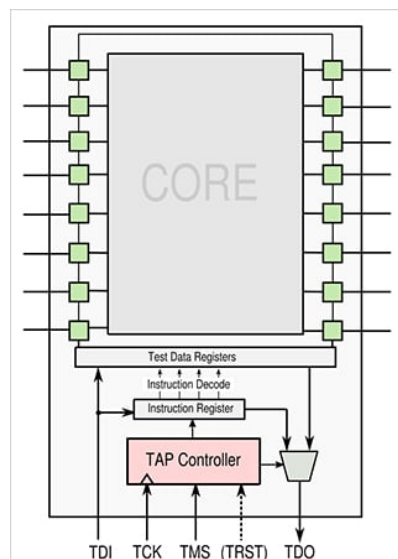 CORE
Test Data Registers
Instruction Decode
Instruction Register
TAP Controller
TDI TCK TMS (TRST) TDO